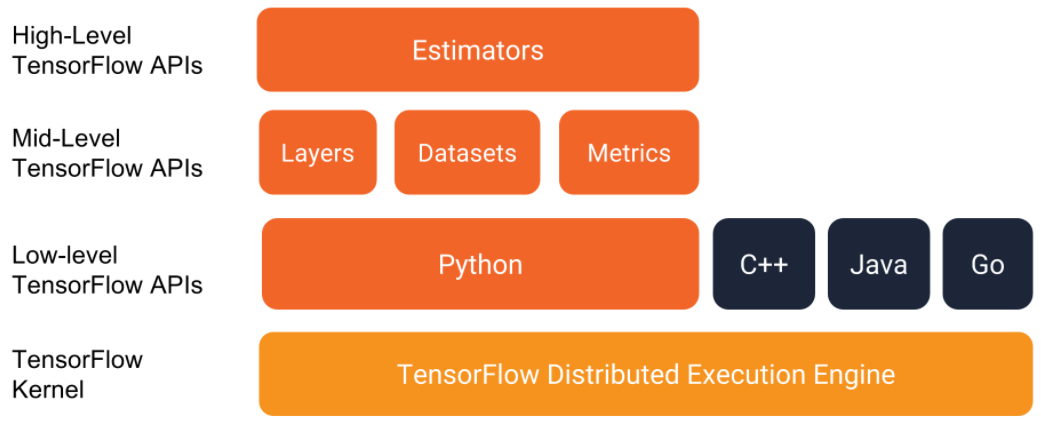 High-Level
TensorFlow APIs
Estimators
Mid-Level
TensorFlow APIs
Layers
Datasets
Metrics
Low-level
TensorFlow APIs
Python
C++
Java
Go
TensorFlow
Kernel
TensorFlow Distributed Execution Engine